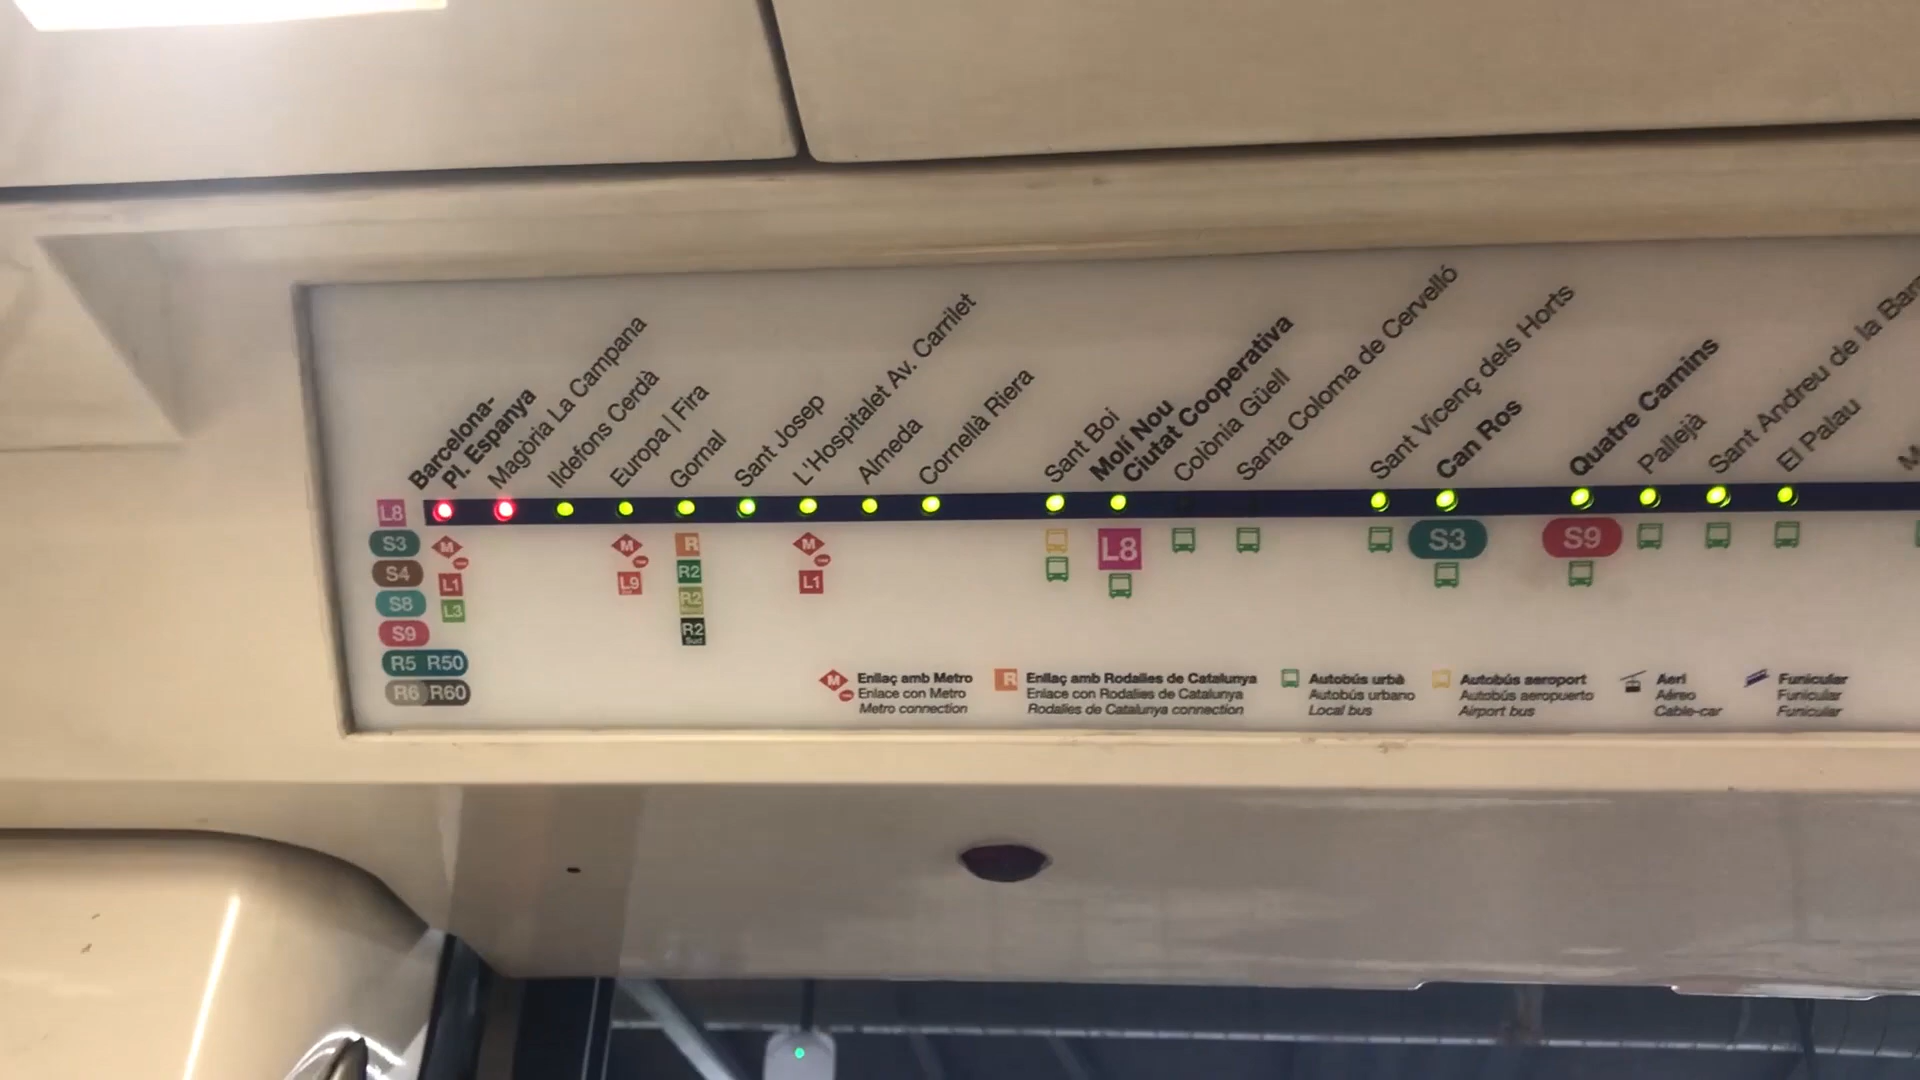 Barcelona-
Pl. Espanya
Magòria La Campana
Ildefons Cerdà
Europa | Fira
Gornal
Sant Josep
L'Hospitalet Av. Carrilet
Almeda
Cornellà Riera
Sant Boi
Molí Nou
Ciutat Cooperativa
Colònia Güell
Santa Coloma de Cervelló
Sant Vicenç dels Horts
Can Ros
Quatre Camins
Pallejà
Sant Andreu de la
El Palau
L8
S3
S4
S8
S9
R5 R50
R6 R60
M
L1
L3
M
L9
R
R2
R2
R2
Sud
M
L1
L8
S3
S9
M Enllaç amb Metro
Enlace con Metro
Metro connection
R Enllaç amb Rodalies de Catalunya
Enlace con Rodalies de Catalunya
Rodalies de Catalunya connection
Autobús urbà
Autobús urbano
Local bus
Autobús aeroport
Autobús aeropuerto
Airport bus
Aeri
Aéreo
Cable-car
Funicular
Funicular
Funicular